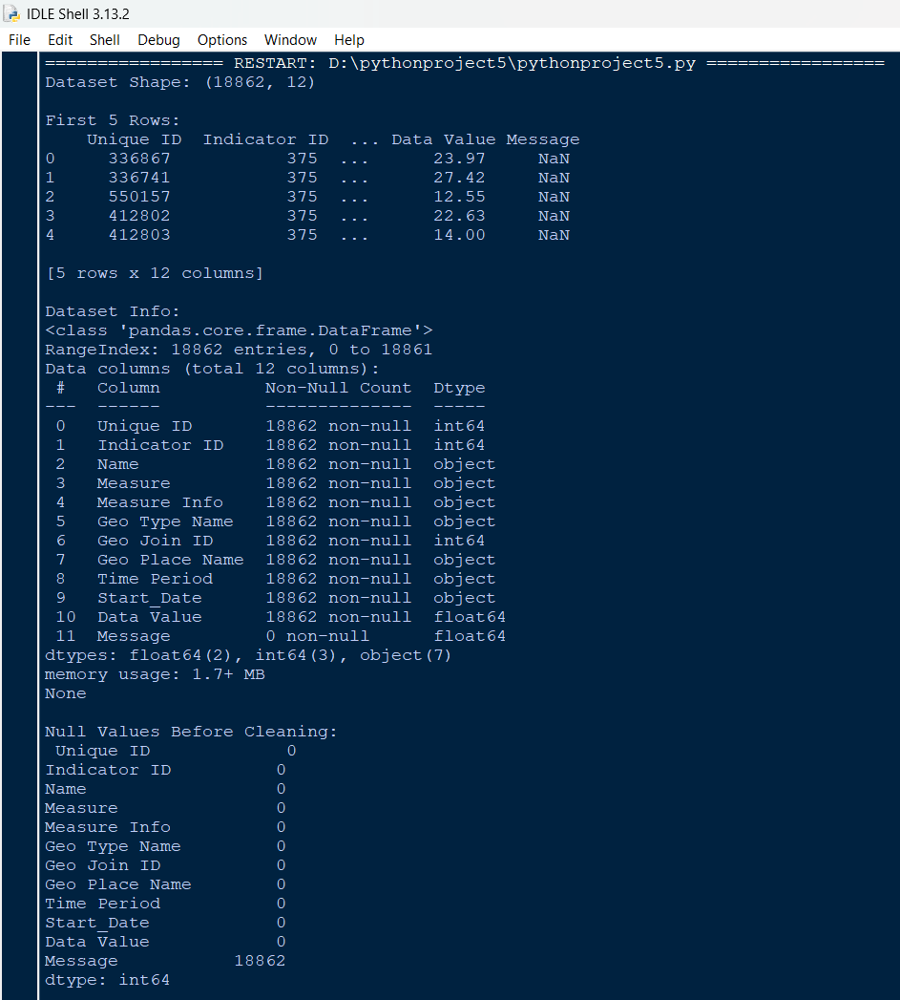 IDLE Shell 3.13.2
File Edit Shell Debug Options Window Help
================= RESTART: D:\pythonproject5\pythonproject5.py =================
Dataset Shape: (18862, 12)

First 5 Rows:
    Unique ID  Indicator ID  ... Data Value Message
0      336867           375  ...      23.97     NaN
1      336741           375  ...      27.42     NaN
2      550157           375  ...      12.55     NaN
3      412802           375  ...      22.63     NaN
4      412803           375  ...      14.00     NaN

[5 rows x 12 columns]

Dataset Info:
<class 'pandas.core.frame.DataFrame'>
RangeIndex: 18862 entries, 0 to 18861
Data columns (total 12 columns):
 #   Column          Non-Null Count  Dtype
---  ------          --------------  -----
 0   Unique ID       18862 non-null  int64
 1   Indicator ID    18862 non-null  int64
 2   Name            18862 non-null  object
 3   Measure         18862 non-null  object
 4   Measure Info    18862 non-null  object
 5   Geo Type Name   18862 non-null  object
 6   Geo Join ID     18862 non-null  int64
 7   Geo Place Name  18862 non-null  object
 8   Time Period     18862 non-null  object
 9   Start_Date      18862 non-null  object
 10  Data Value      18862 non-null  float64
 11  Message         0 non-null      float64
dtypes: float64(2), int64(3), object(7)
memory usage: 1.7+ MB
None

Null Values Before Cleaning:
 Unique ID             0
Indicator ID          0
Name                  0
Measure               0
Measure Info          0
Geo Type Name         0
Geo Join ID           0
Geo Place Name        0
Time Period           0
Start_Date            0
Data Value            0
Message           18862
dtype: int64